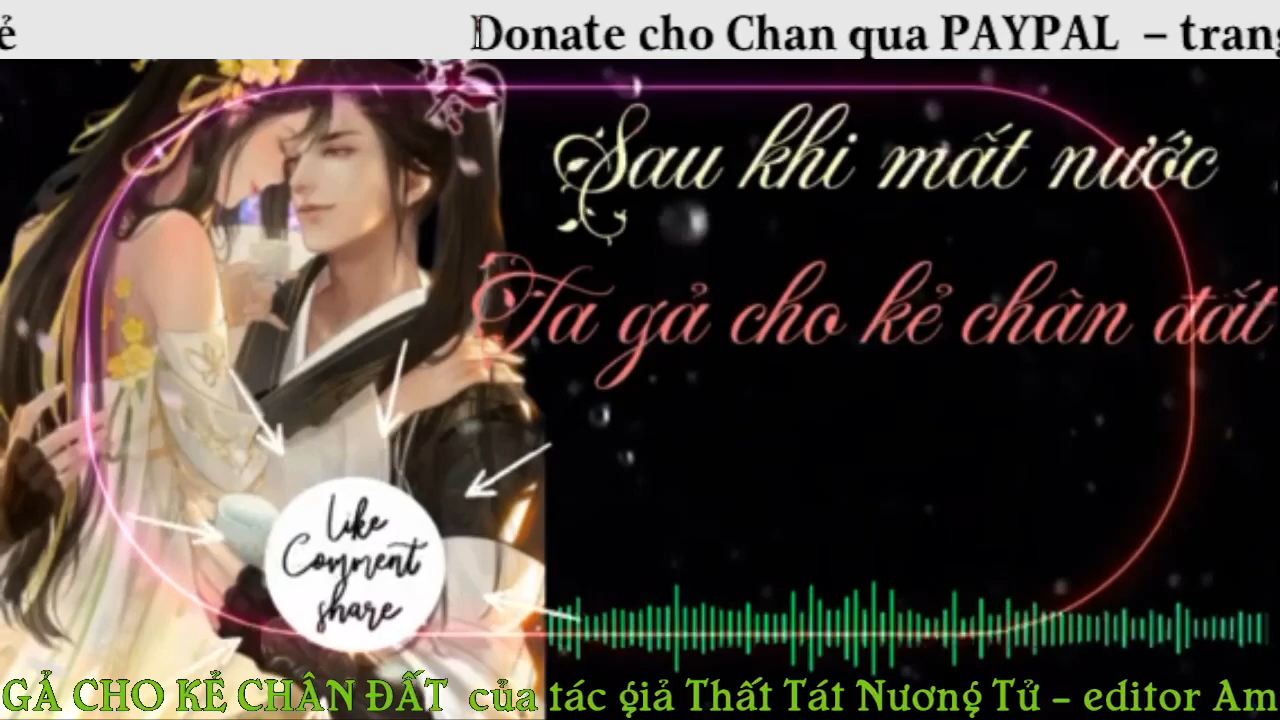 ẻ Donate cho Chan qua PAYPAL – trang
Sau khi mất nước
Ta gả cho kẻ chân đất
like
Comment
share
GẢ CHO KẺ CHÂN ĐẤT của tác giả Thất Tát Nương Tử – editor Am